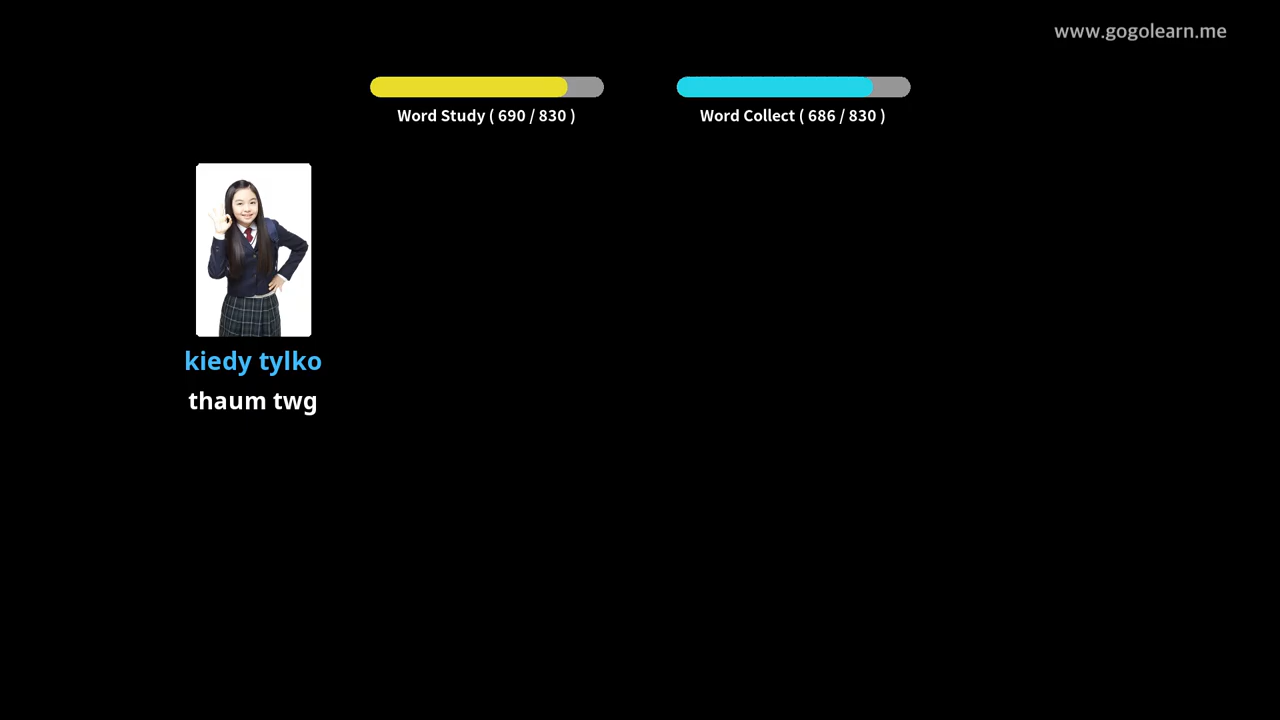 www.gogolearn.me
Word Study ( 690 / 830 )
Word Collect ( 686 / 830 )
kiedy tylko
thaum twg